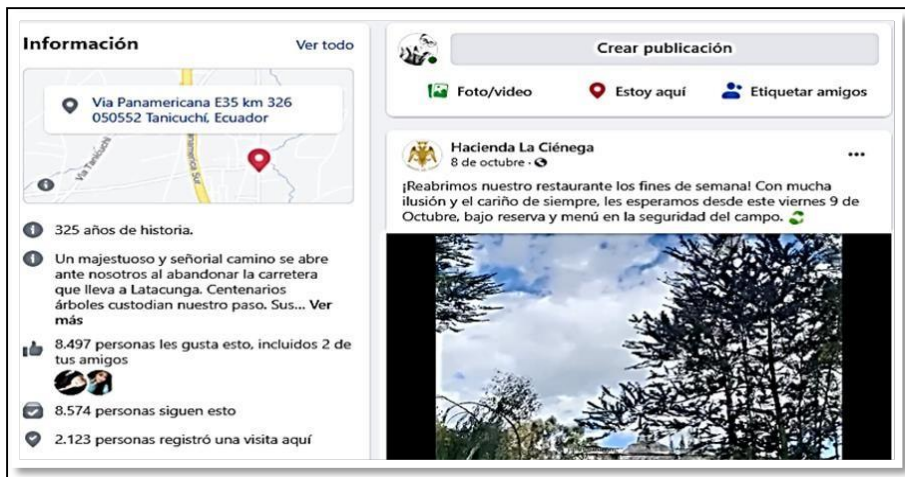 Información
Ver todo
Via Panamericana E35 km 326
050552 Tanicuchí, Ecuador
Via Tanicuchí
namerica Sur
325 años de historia.
Un majestuoso y señorial camino se abre
ante nosotros al abandonar la carretera
que lleva a Latacunga. Centenarios
árboles custodian nuestro paso. Sus... Ver
más
8.497 personas les gusta esto, incluidos 2 de
tus amigos
8.574 personas siguen esto
2.123 personas registró una visita aquí
Crear publicación
Foto/video
Estoy aquí
Etiquetar amigos
Hacienda La Ciénega
8 de octubre ·
¡Reabrimos nuestro restaurante los fines de semana! Con mucha
ilusión y el cariño de siempre, les esperamos desde este viernes 9 de
Octubre, bajo reserva y menú en la seguridad del campo.